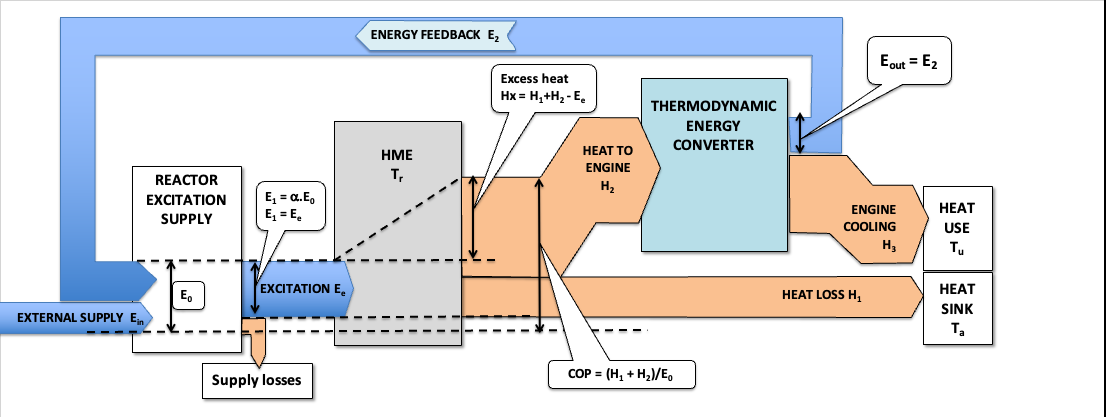 ENERGY FEEDBACK E₂
Eout = E₂
Excess heat
Hx = H₁+H₂ - Ee
THERMODYNAMIC
ENERGY
CONVERTER
HME
Tr
HEAT TO
ENGINE
H₂
REACTOR
EXCITATION
SUPPLY
E₁ = α.E₀
E₁ = Ee
ENGINE
COOLING
H₃
HEAT
USE
Tu
E₀
EXCITATION Ee
HEAT LOSS H₁
HEAT
SINK
Ta
EXTERNAL SUPPLY Ein
Supply losses
COP = (H₁ + H₂)/E₀